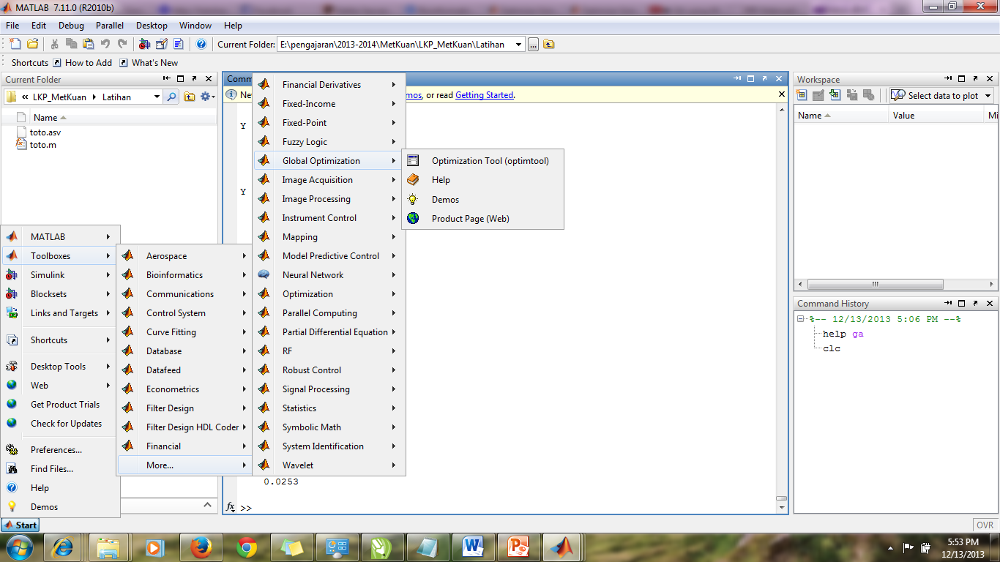 MATLAB 7.11.0 (R2010b)
File Edit Debug Parallel Desktop Window Help
Current Folder: E:\pengajaran\2013-2014\MetKuan\LKP_MetKuan\Latihan
Shortcuts How to Add What's New
Current Folder
« LKP_MetKuan Latihan
Name
toto.asv
toto.m
MATLAB
Toolboxes
Simulink
Blocksets
Links and Targets
Shortcuts
Desktop Tools
Web
Get Product Trials
Check for Updates
Preferences...
Find Files...
Help
Demos
Start
Aerospace
Bioinformatics
Communications
Control System
Curve Fitting
Database
Datafeed
Econometrics
Filter Design
Filter Design HDL Coder
Financial
More...
Financial Derivatives
Fixed-Income
Fixed-Point
Fuzzy Logic
Global Optimization
Image Acquisition
Image Processing
Instrument Control
Mapping
Model Predictive Control
Neural Network
Optimization
Parallel Computing
Partial Differential Equation
RF
Robust Control
Signal Processing
Statistics
Symbolic Math
System Identification
Wavelet
Optimization Tool (optimtool)
Help
Demos
Product Page (Web)
Comm
Ne mos, or read Getting Started.
Y
Y
0.0253
fx >>
Workspace
Select data to plot
Name Value Mi
Command History
%-- 12/13/2013 5:06 PM --%
help ga
clc
OVR
5:53 PM
12/13/2013